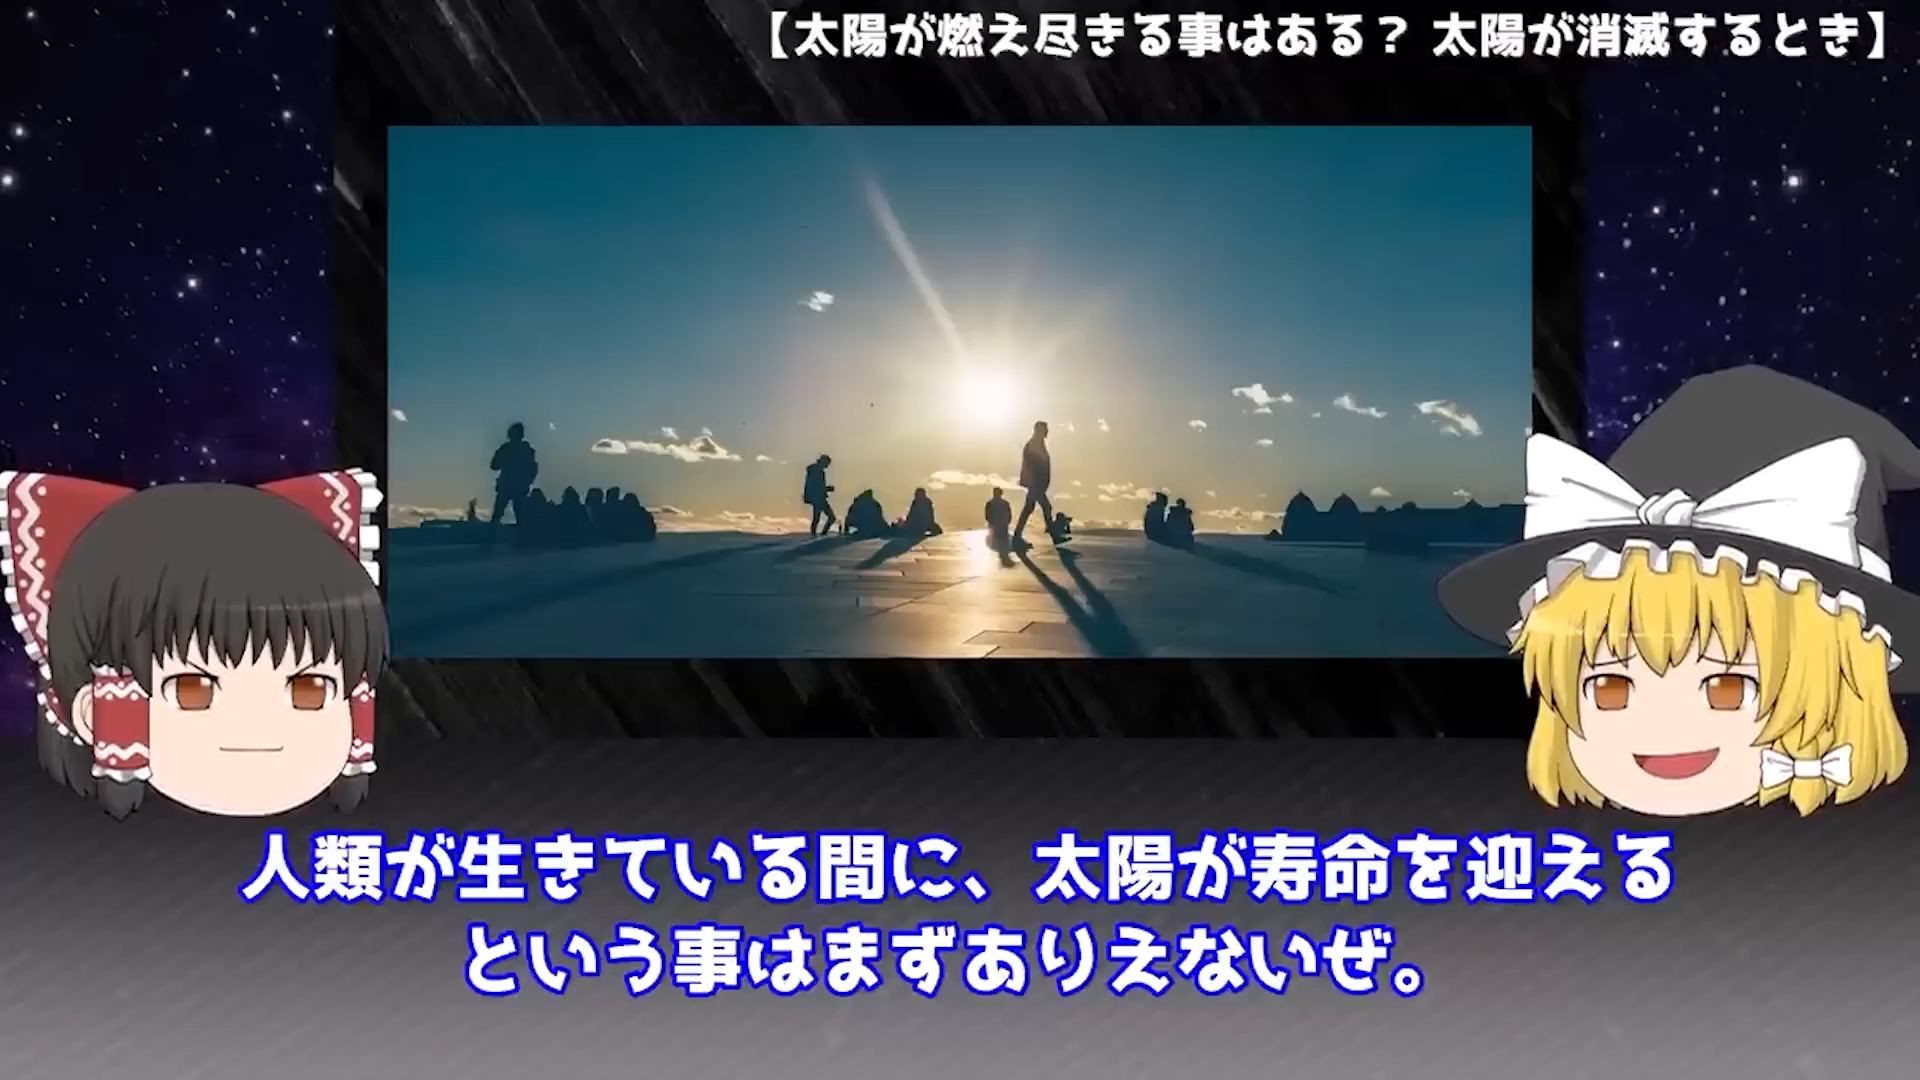 【太陽が燃え尽きる事はある？ 太陽が消滅するとき】
人類が生きている間に、太陽が寿命を迎える
という事はまずありえないぜ。